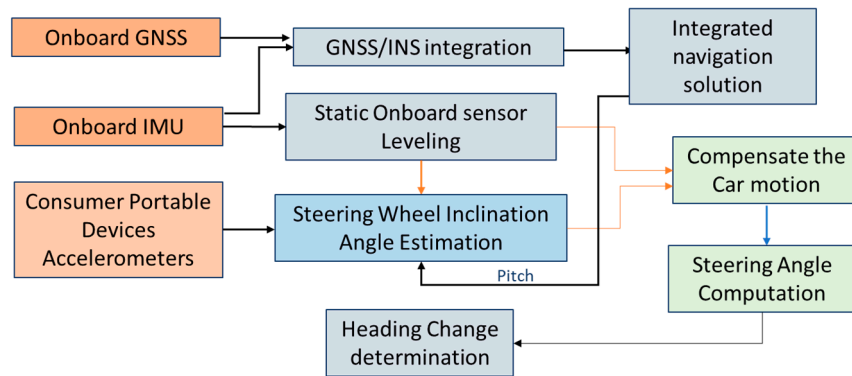 Onboard GNSS
GNSS/INS integration
Integrated
navigation
solution
Onboard IMU
Static Onboard sensor
Leveling
Compensate the
Car motion
Consumer Portable
Devices
Accelerometers
Steering Wheel Inclination
Angle Estimation
Pitch
Steering Angle
Computation
Heading Change
determination